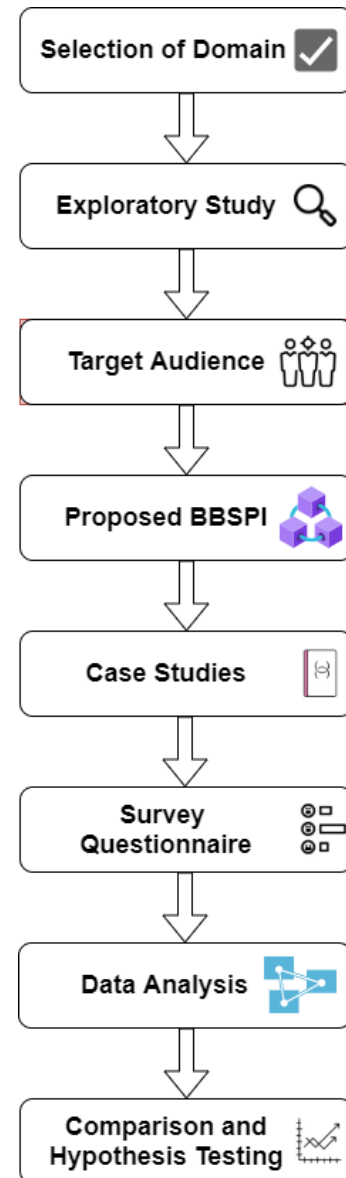 Selection of Domain
Exploratory Study
Target Audience
Proposed BBSPI
Case Studies
Survey
Questionnaire
Data Analysis
Comparison and
Hypothesis Testing